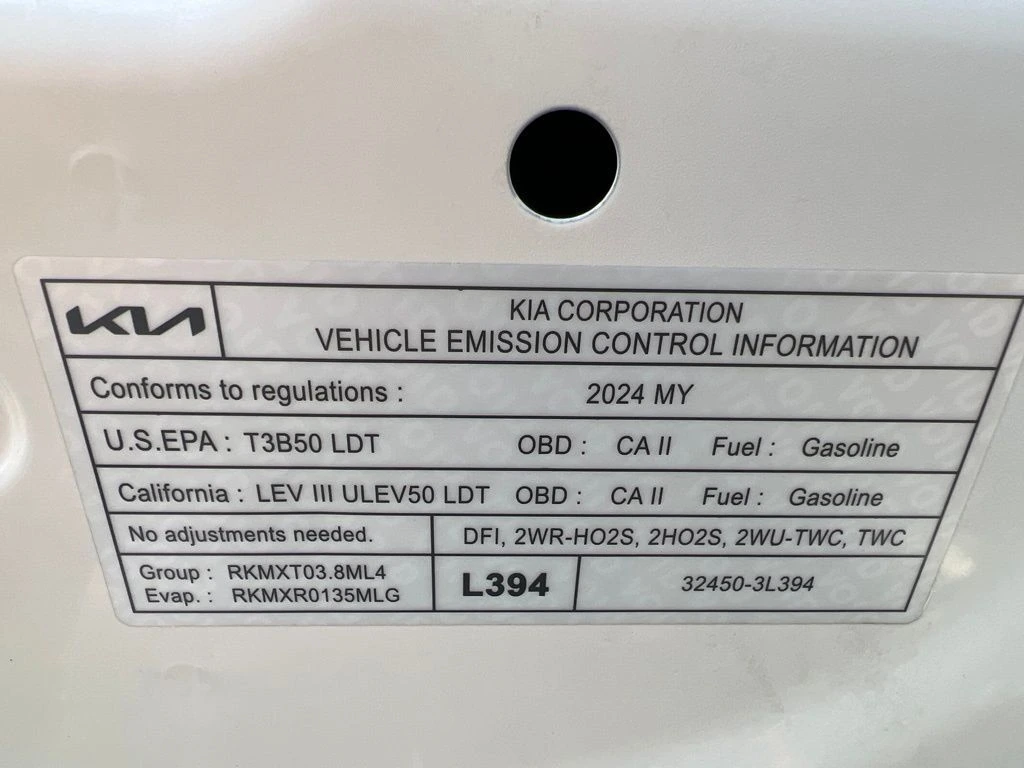 KIA
KIA CORPORATION
VEHICLE EMISSION CONTROL INFORMATION
Conforms to regulations : 2024 MY
U.S.EPA : T3B50 LDT OBD : CA II Fuel : Gasoline
California : LEV III ULEV50 LDT OBD : CA II Fuel : Gasoline
No adjustments needed. DFI, 2WR-HO2S, 2HO2S, 2WU-TWC, TWC
Group : RKMXT03.8ML4
Evap. : RKMXR0135MLG
L394
32450-3L394